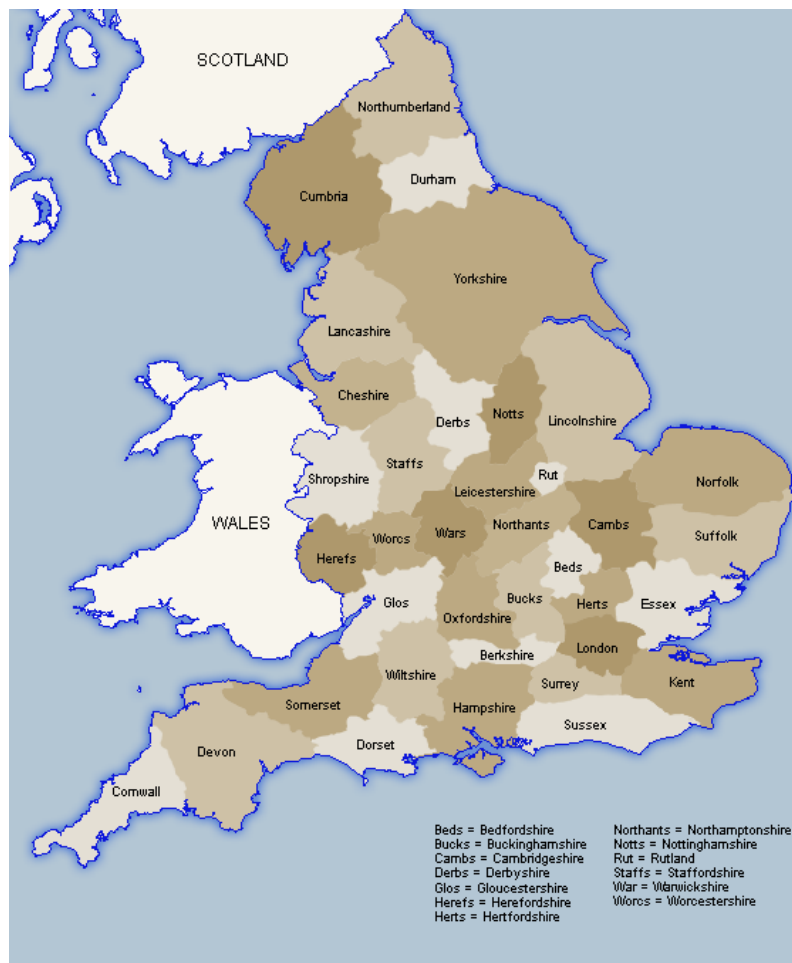 SCOTLAND
Northumberland
Durham
Cumbria
Yorkshire
Lancashire
Cheshire
Derbs
Notts
Lincolnshire
Staffs
Shropshire
Rut
Leicestershire
Norfolk
WALES
Herefs
Worcs
Wars
Northants
Cambs
Suffolk
Beds
Glos
Bucks
Herts
Essex
Oxfordshire
London
Berkshire
Wiltshire
Surrey
Kent
Somerset
Hampshire
Sussex
Devon
Dorset
Cornwall
Beds = Bedfordshire
Bucks = Buckinghamshire
Cambs = Cambridgeshire
Derbs = Derbyshire
Glos = Gloucestershire
Herefs = Herefordshire
Herts = Hertfordshire
Northants = Northamptonshire
Notts = Nottinghamshire
Rut = Rutland
Staffs = Staffordshire
War = Warwickshire
Worcs = Worcestershire